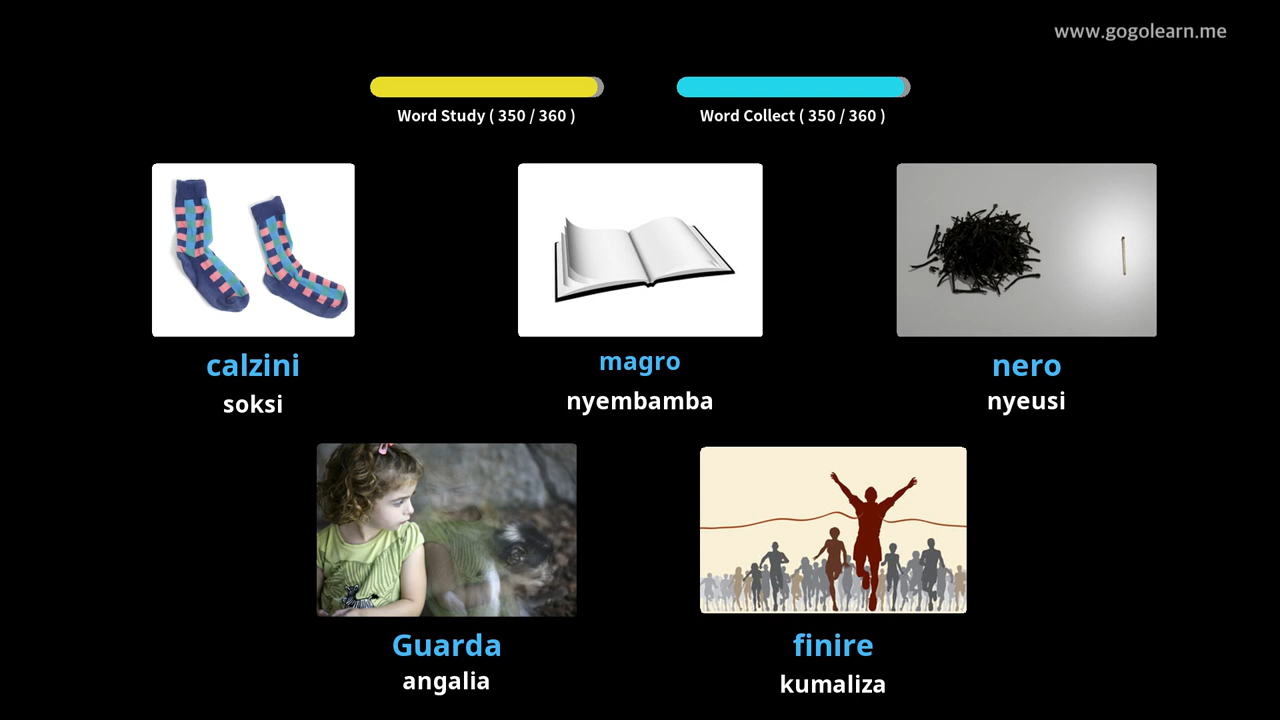 www.gogolearn.me
Word Study ( 350 / 360 )
Word Collect ( 350 / 360 )
calzini
soksi
magro
nyembamba
nero
nyeusi
Guarda
angalia
finire
kumaliza